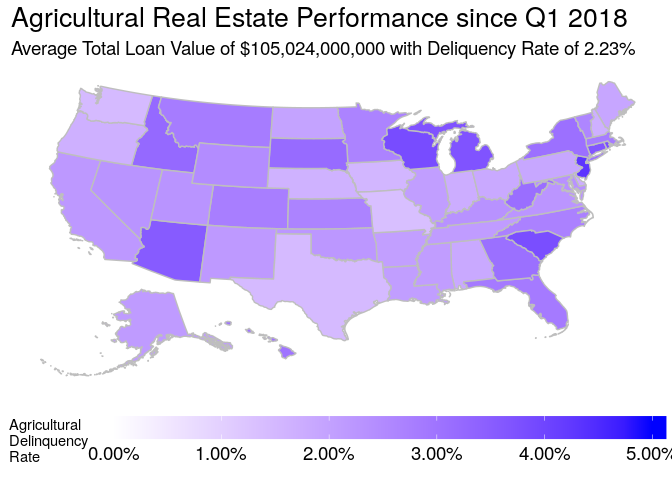 Agricultural Real Estate Performance since Q1 2018
Average Total Loan Value of $105,024,000,000 with Deliquency Rate of 2.23%
Agricultural
Delinquency
Rate
0.00% 1.00% 2.00% 3.00% 4.00% 5.00%